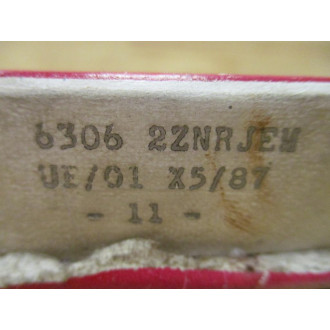 6306 2ZNRJEM
UE/01 X5/87
- 11 -